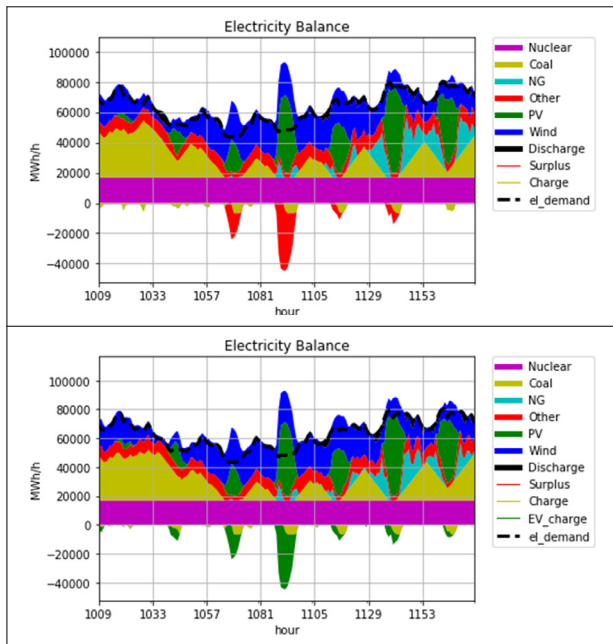 Electricity Balance
100000
80000
60000
40000
20000
0
−20000
−40000
MWh/h
1009 1033 1057 1081 1105 1129 1153
hour
Nuclear
Coal
NG
Other
PV
Wind
Discharge
Surplus
Charge
el_demand
Electricity Balance
100000
80000
60000
40000
20000
0
−20000
−40000
MWh/h
1009 1033 1057 1081 1105 1129 1153
hour
Nuclear
Coal
NG
Other
PV
Wind
Discharge
Surplus
Charge
EV_charge
el_demand